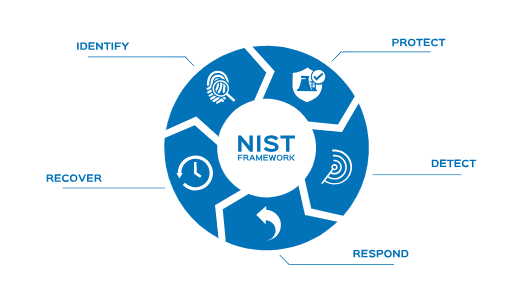 IDENTIFY
PROTECT
NIST
FRAMEWORK
DETECT
RECOVER
RESPOND